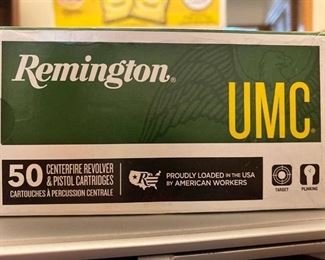 Remington®
UMC®
50 CENTERFIRE REVOLVER
& PISTOL CARTRIDGES
CARTOUCHES À PERCUSSION CENTRALE
R
PROUDLY LOADED IN THE USA
BY AMERICAN WORKERS
TARGET
PLINKING